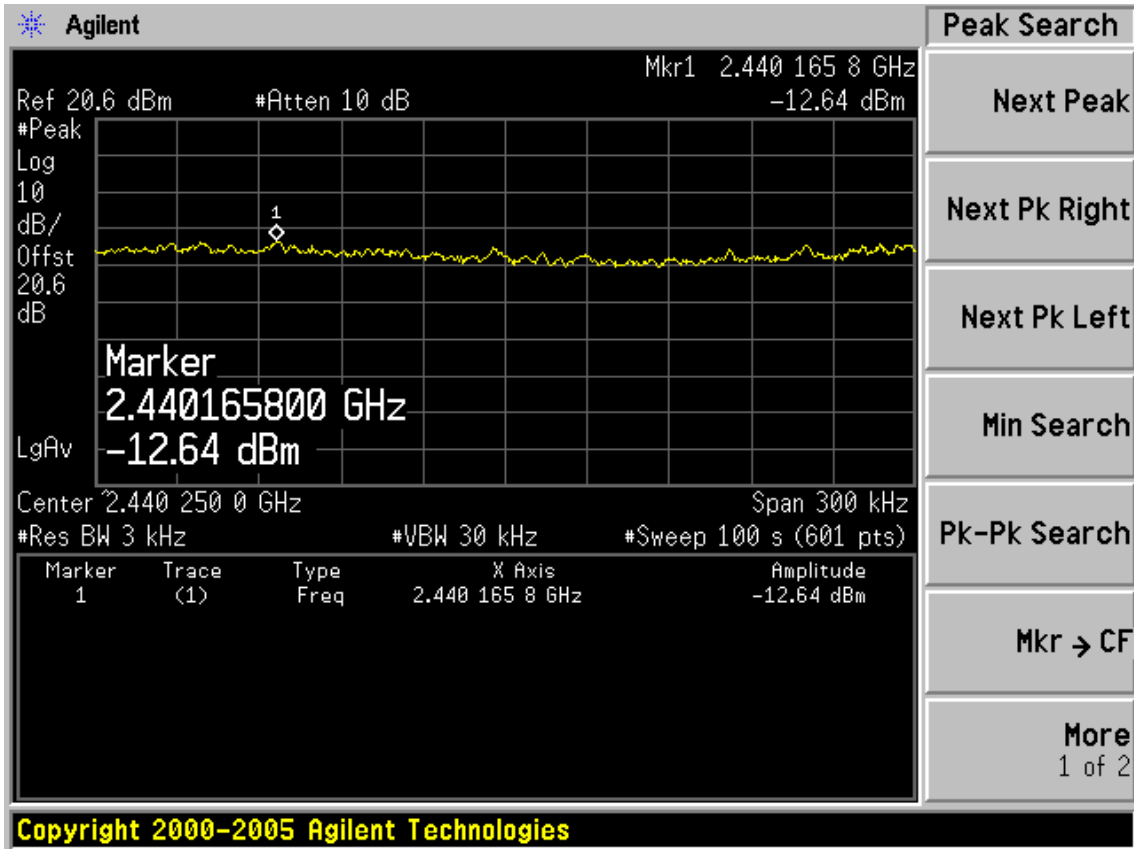 Agilent
Peak Search
Mkr1 2.440 165 8 GHz
Ref 20.6 dBm #Atten 10 dB -12.64 dBm
#Peak
Log
10
dB/
Offst
20.6
dB
LgAv
1
Marker
2.440165800 GHz
-12.64 dBm
Center 2.440 250 0 GHz Span 300 kHz
#Res BW 3 kHz #VBW 30 kHz #Sweep 100 s (601 pts)
Marker Trace Type X Axis Amplitude
1 (1) Freq 2.440 165 8 GHz -12.64 dBm
Next Peak
Next Pk Right
Next Pk Left
Min Search
Pk-Pk Search
Mkr → CF
More
1 of 2
Copyright 2000-2005 Agilent Technologies